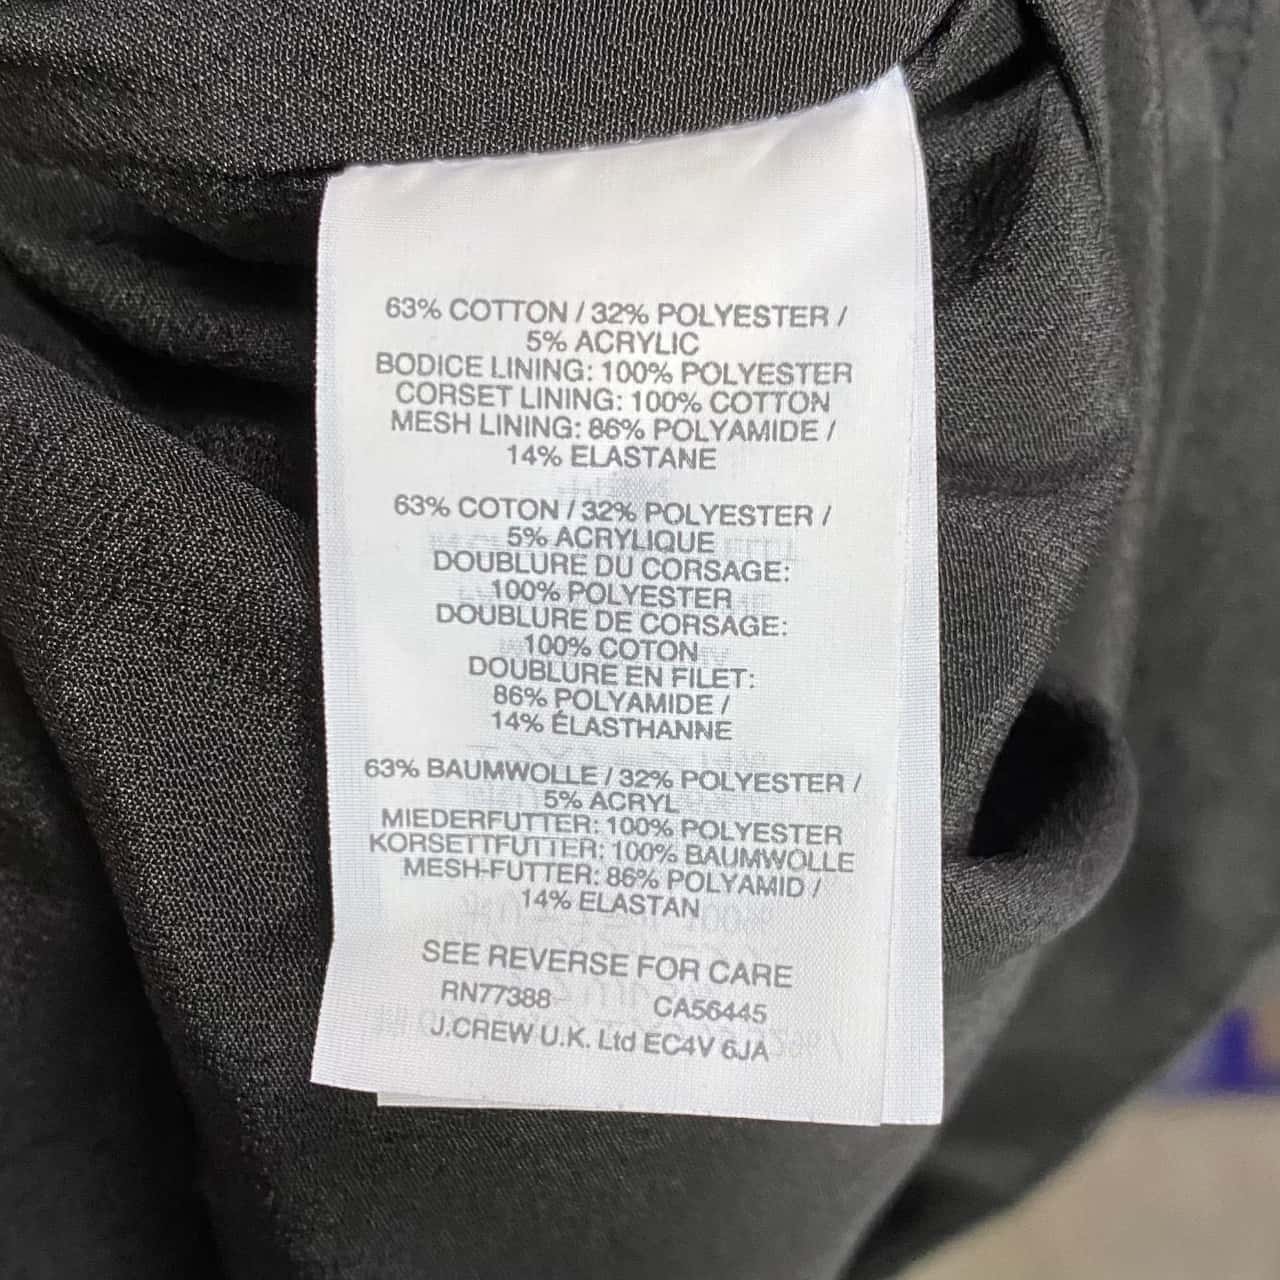 63% COTTON / 32% POLYESTER /
5% ACRYLIC
BODICE LINING: 100% POLYESTER
CORSET LINING: 100% COTTON
MESH LINING: 86% POLYAMIDE /
14% ELASTANE
63% COTON / 32% POLYESTER /
5% ACRYLIQUE
DOUBLURE DU CORSAGE:
100% POLYESTER
DOUBLURE DE CORSAGE:
100% COTON
DOUBLURE EN FILET:
86% POLYAMIDE /
14% ÉLASTHANNE
63% BAUMWOLLE / 32% POLYESTER /
5% ACRYL
MIEDERFUTTER: 100% POLYESTER
KORSETTFUTTER: 100% BAUMWOLLE
MESH-FUTTER: 86% POLYAMID /
14% ELASTAN
SEE REVERSE FOR CARE
RN77388 CA56445
J.CREW U.K. Ltd EC4V 6JA